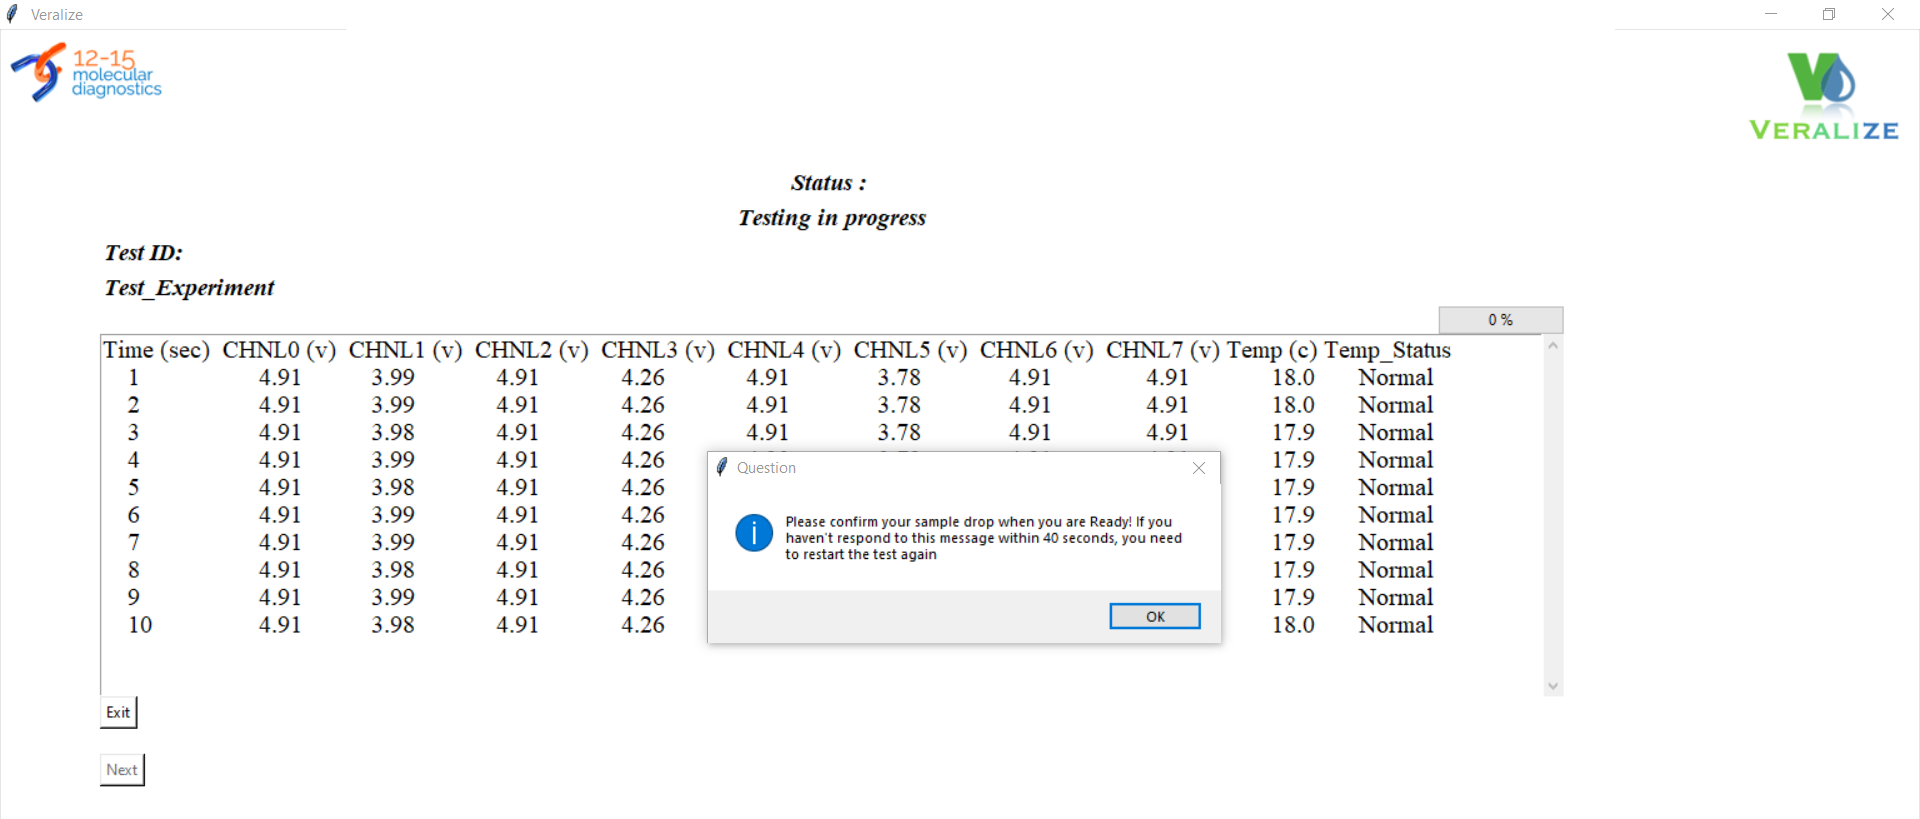 Veralize
12-15
molecular
diagnostics
VERALIZE
Status :
Testing in progress
Test ID:
Test_Experiment
0 %
Time (sec) CHNL0 (v) CHNL1 (v) CHNL2 (v) CHNL3 (v) CHNL4 (v) CHNL5 (v) CHNL6 (v) CHNL7 (v) Temp (c) Temp_Status
1 4.91 3.99 4.91 4.26 4.91 3.78 4.91 4.91 18.0 Normal
2 4.91 3.99 4.91 4.26 4.91 3.78 4.91 4.91 18.0 Normal
3 4.91 3.98 4.91 4.26 4.91 3.78 4.91 4.91 17.9 Normal
4 4.91 3.99 4.91 4.26 17.9 Normal
5 4.91 3.98 4.91 4.26 17.9 Normal
6 4.91 3.99 4.91 4.26 17.9 Normal
7 4.91 3.99 4.91 4.26 17.9 Normal
8 4.91 3.98 4.91 4.26 17.9 Normal
9 4.91 3.99 4.91 4.26 17.9 Normal
10 4.91 3.98 4.91 4.26 18.0 Normal
Question
Please confirm your sample drop when you are Ready! If you
haven't respond to this message within 40 seconds, you need
to restart the test again
OK
Exit
Next